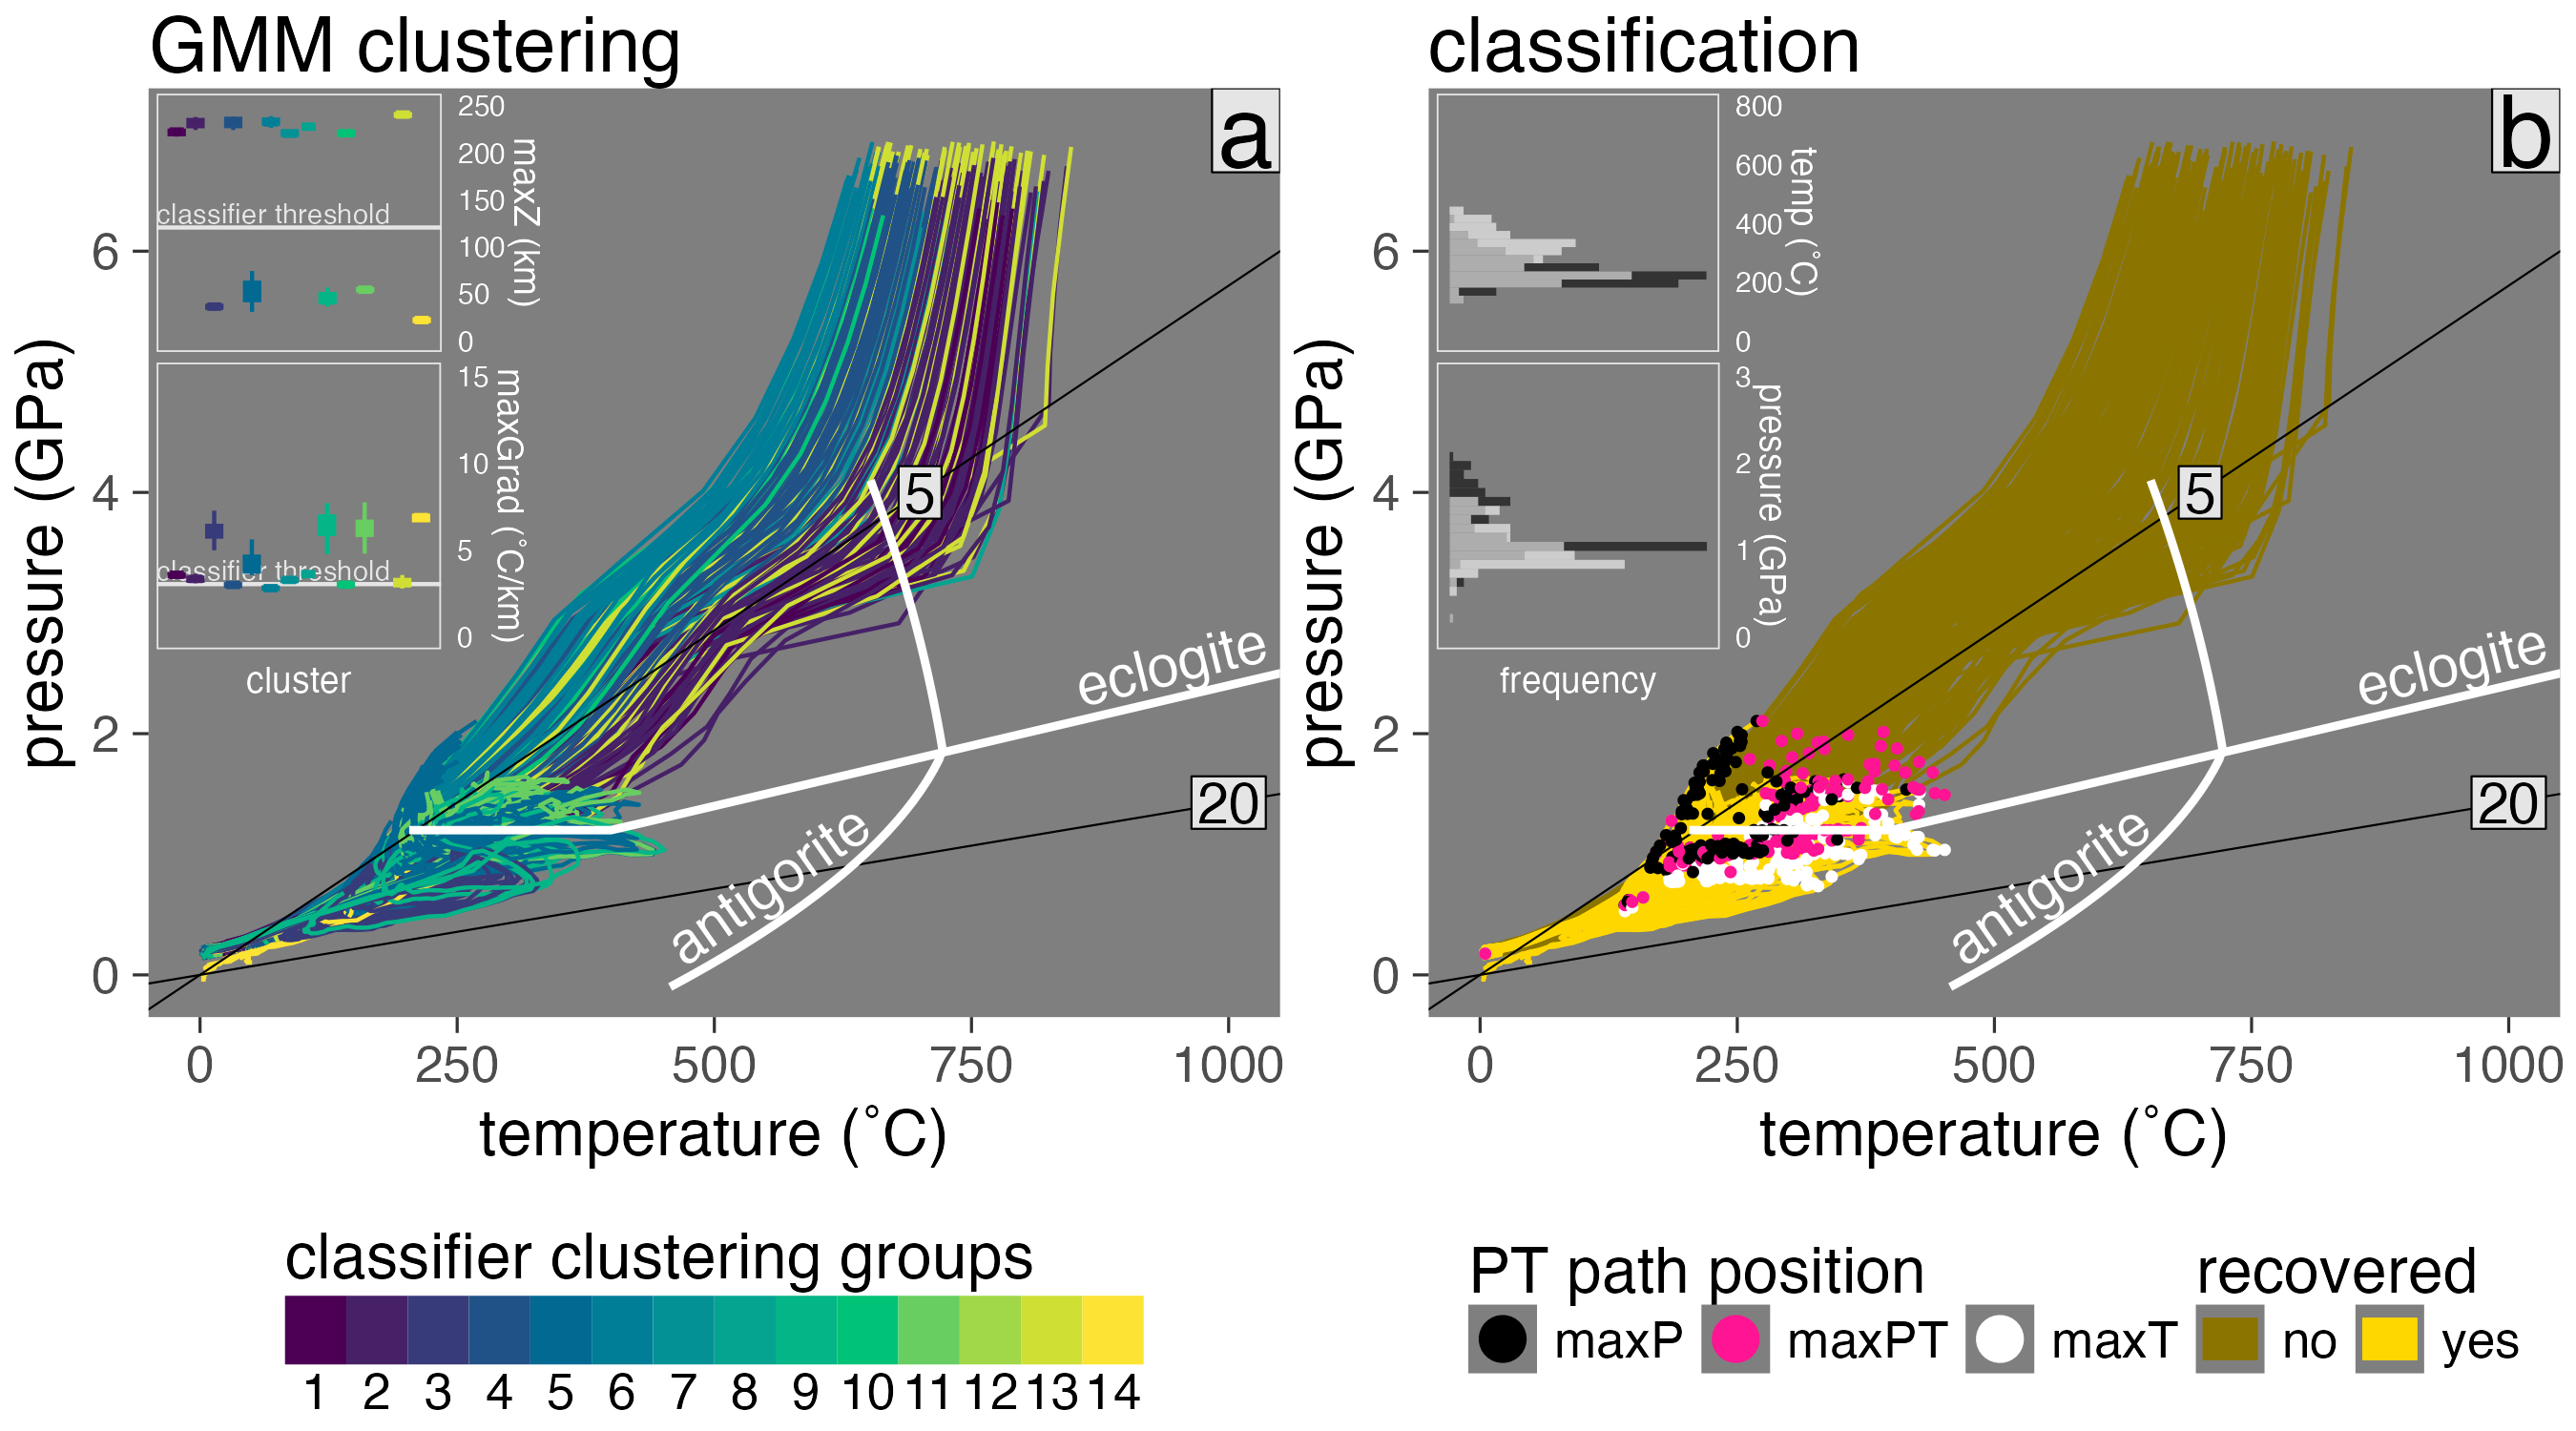 GMM clustering
a
250
200
150
100
50
0
maxZ (km)
classifier threshold
15
10
5
0
maxGrad (˚C/km)
classifier threshold
cluster
6
4
2
0
pressure (GPa)
5
eclogite
20
antigorite
0 250 500 750 1000
temperature (˚C)
classification
b
800
600
400
200
0
temp (˚C)
3
2
1
0
pressure (GPa)
frequency
6
4
2
0
pressure (GPa)
5
eclogite
20
antigorite
0 250 500 750 1000
temperature (˚C)
classifier clustering groups
1 2 3 4 5 6 7 8 9 10 11 12 13 14
PT path position
maxP maxPT maxT
recovered
no yes